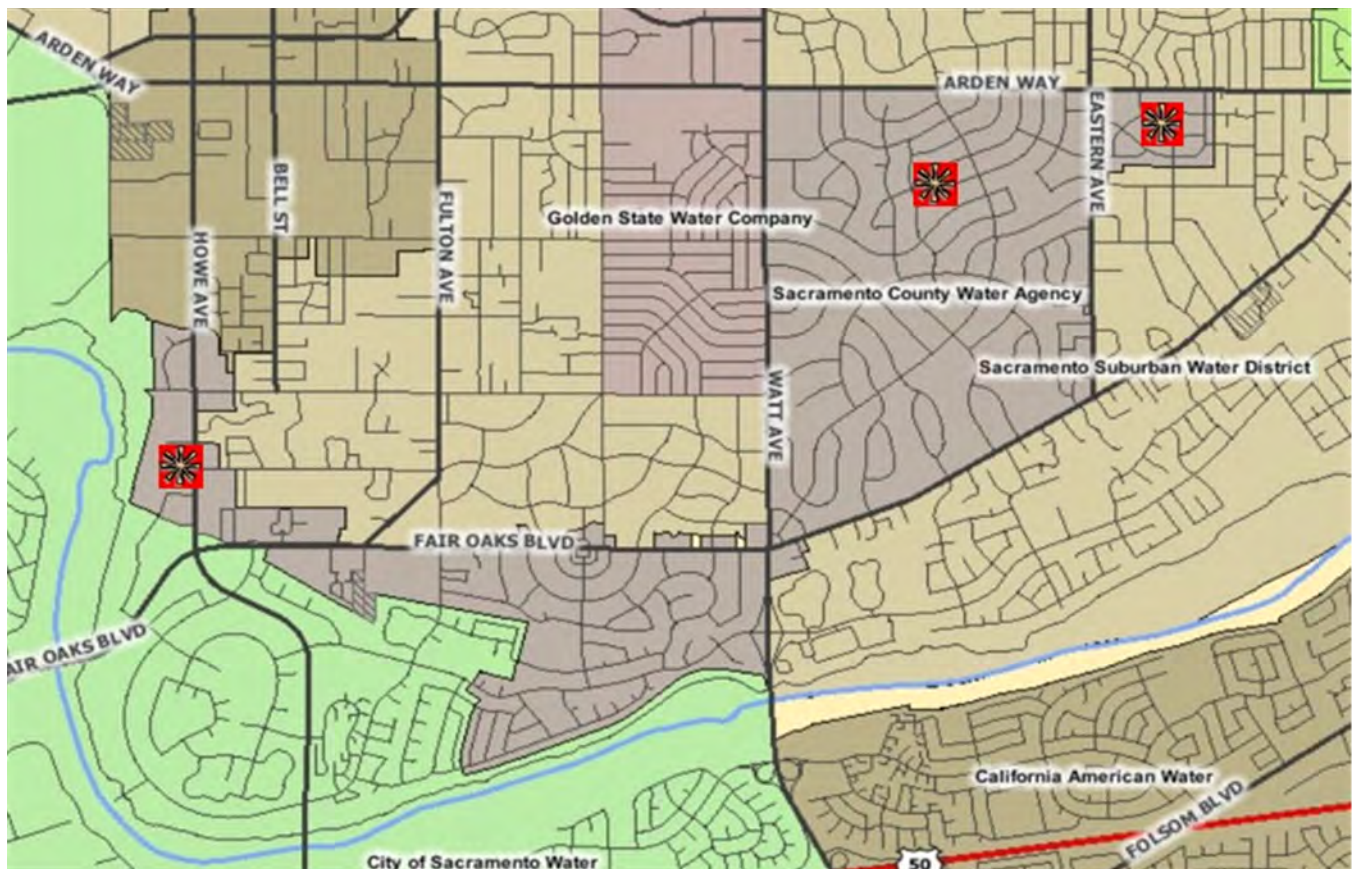 ARDEN WAY
ARDEN WAY
EASTERN AVE
BELL ST
FULTON AVE
HOWE AVE
Golden State Water Company
Sacramento County Water Agency
Sacramento Suburban Water District
WATT AVE
FAIR OAKS BLVD
AIR OAKS BLVD
California American Water
FOLSOM BLVD
City of Sacramento Water
50